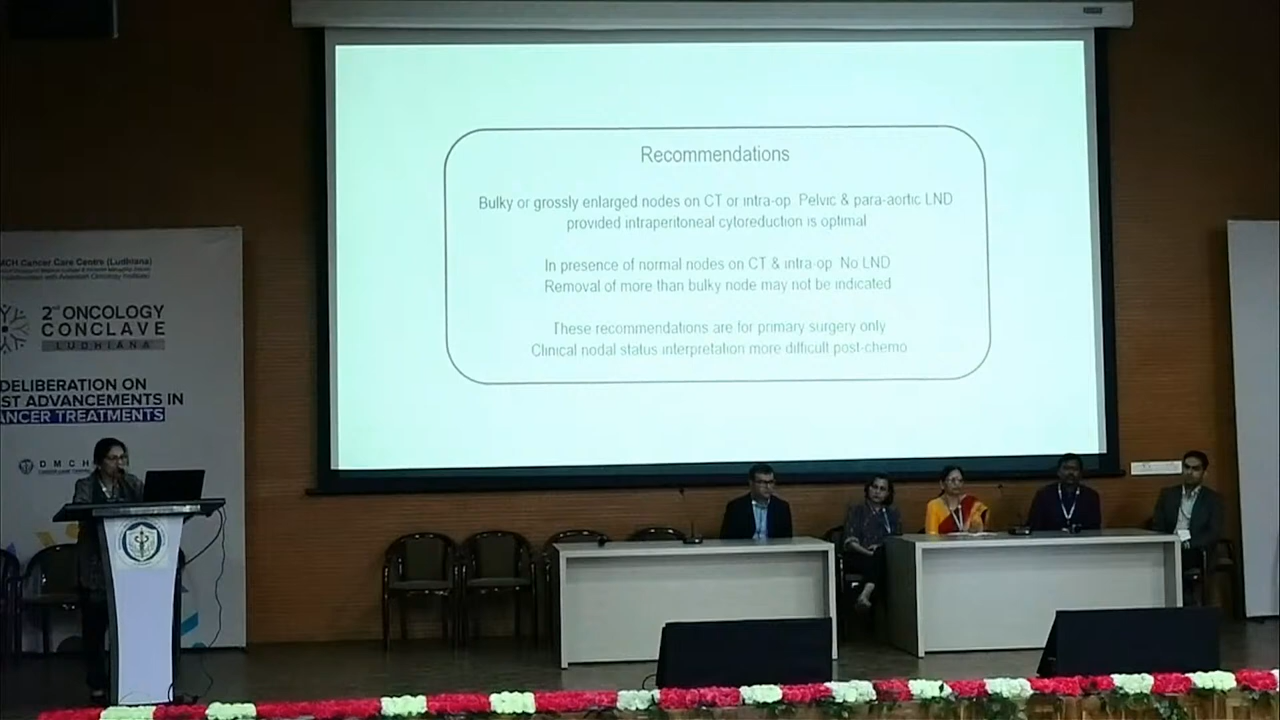 Recommendations
Bulky or grossly enlarged nodes on CT or intra-op Pelvic & para-aortic LND
provided intraperitoneal cytoreduction is optimal
In presence of normal nodes on CT & intra-op No LND
Removal of more than bulky node may not be indicated
These recommendations are for primary surgery only
Clinical nodal status interpretation more difficult post-chemo
MCH Cancer Care Centre (Ludhiana)
2nd ONCOLOGY
CONCLAVE
LUDHIANA
DELIBERATION ON
ST ADVANCEMENTS IN
ANCER TREATMENTS
DMCH